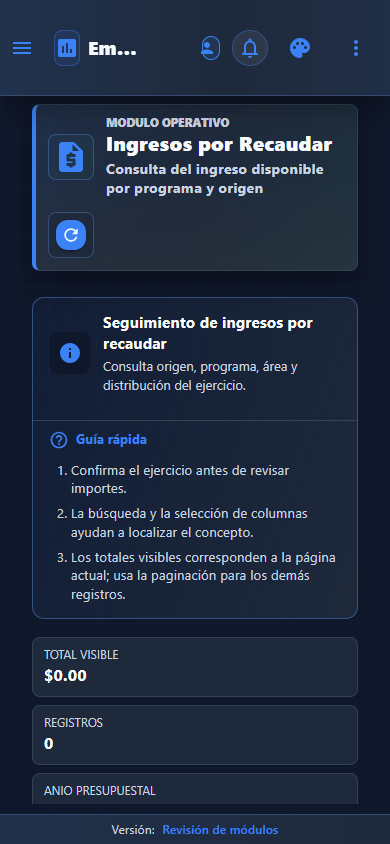 Em...
MODULO OPERATIVO
Ingresos por Recaudar
Consulta del ingreso disponible
por programa y origen
Seguimiento de ingresos por
recaudar
Consulta origen, programa, área y
distribución del ejercicio.
Guía rápida
1. Confirma el ejercicio antes de revisar
importes.
2. La búsqueda y la selección de columnas
ayudan a localizar el concepto.
3. Los totales visibles corresponden a la página
actual; usa la paginación para los demás
registros.
TOTAL VISIBLE
$0.00
REGISTROS
0
ANIO PRESUPUESTAL
Versión: Revisión de módulos